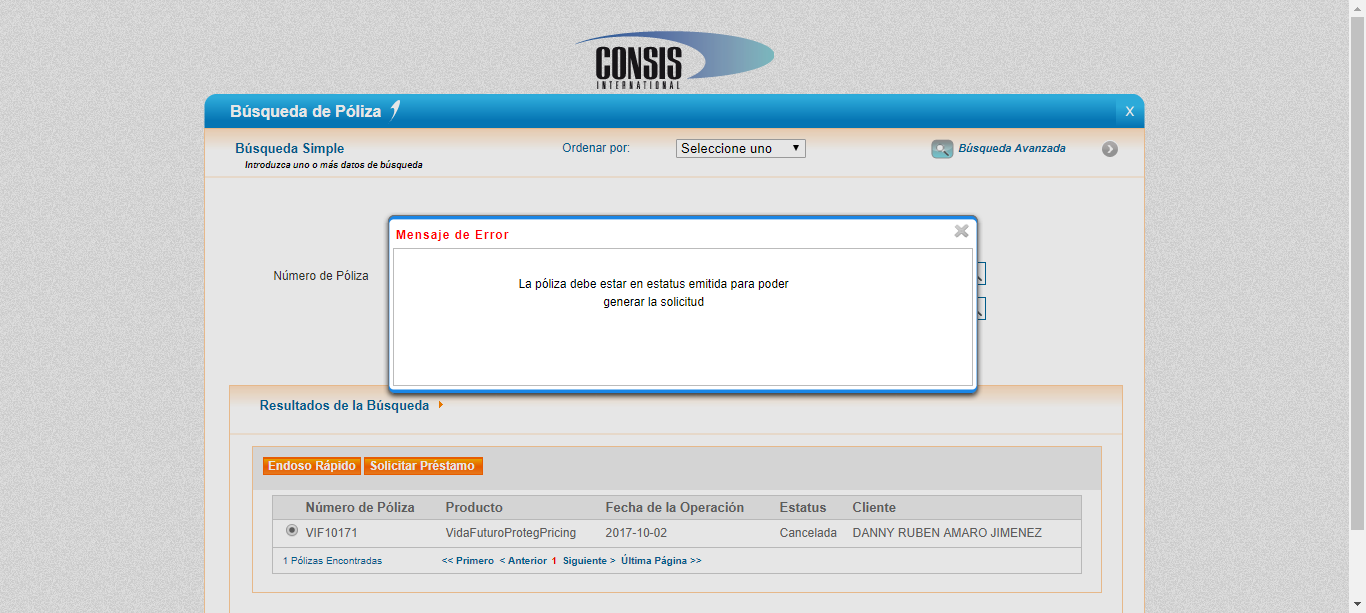 CONSIS
INTERNATIONAL
Búsqueda de Póliza
X
Búsqueda Simple
Introduzca uno o más datos de búsqueda
Ordenar por:
Seleccione uno
Búsqueda Avanzada
Mensaje de Error
La póliza debe estar en estatus emitida para poder
generar la solicitud
Número de Póliza
Resultados de la Búsqueda
Endoso Rápido Solicitar Préstamo
Número de Póliza Producto Fecha de la Operación Estatus Cliente
VIF10171 VidaFuturoProtegPricing 2017-10-02 Cancelada DANNY RUBEN AMARO JIMENEZ
1 Pólizas Encontradas << Primero < Anterior 1 Siguiente > Última Página >>